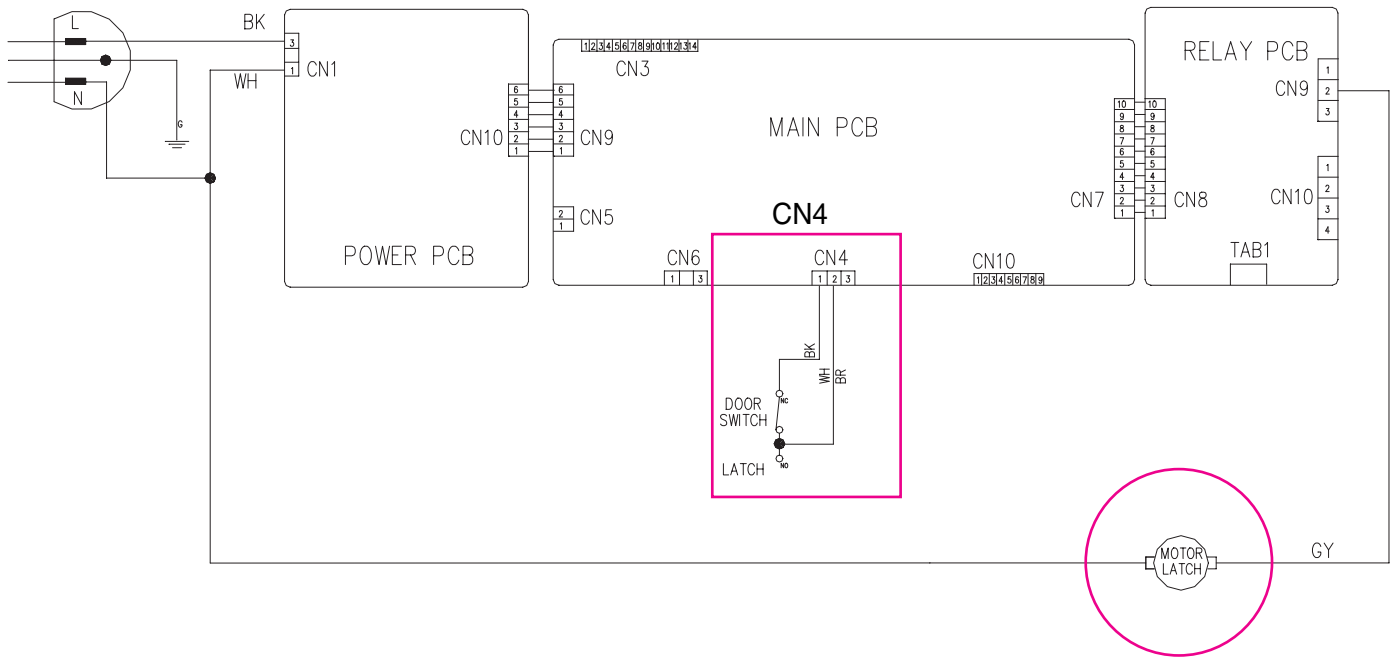 L
BK
3
1
CN1
WH
N
G
POWER PCB
CN10
6
5
4
3
2
1
6
5
4
3
2
1
CN9
1 2 3 4 5 6 7 8 9 10 11 12 13 14
CN3
MAIN PCB
2
1
CN5
CN6
1 3
CN4
CN4
1 2 3
CN10
1 2 3 4 5 6 7 8 9
CN7
10
9
8
7
6
5
4
3
2
1
10
9
8
7
6
5
4
3
2
1
CN8
RELAY PCB
CN9
1
2
3
CN10
1
2
3
4
TAB1
BK
WH
BR
NC
DOOR
SWITCH
LATCH
NO
MOTOR
LATCH
GY